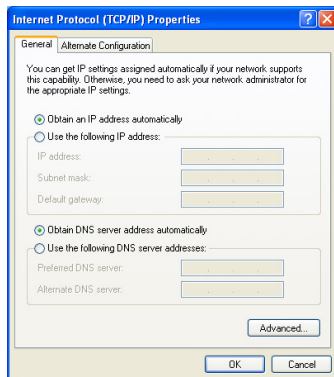 Internet Protocol (TCP/IP) Properties
General
Alternate Configuration
You can get IP settings assigned automatically if your network supports
this capability. Otherwise, you need to ask your network administrator for
the appropriate IP settings.
Obtain an IP address automatically
Use the following IP address:
IP address:
Subnet mask:
Default gateway:
Obtain DNS server address automatically
Use the following DNS server addresses:
Preferred DNS server:
Alternate DNS server:
Advanced...
OK
Cancel